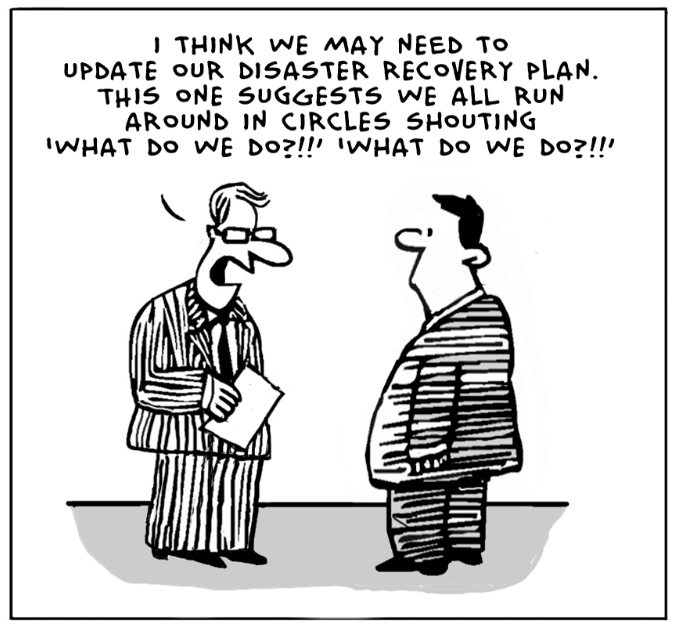 I THINK WE MAY NEED TO
UPDATE OUR DISASTER RECOVERY PLAN.
THIS ONE SUGGESTS WE ALL RUN
AROUND IN CIRCLES SHOUTING
'WHAT DO WE DO?!!' 'WHAT DO WE DO?!!'